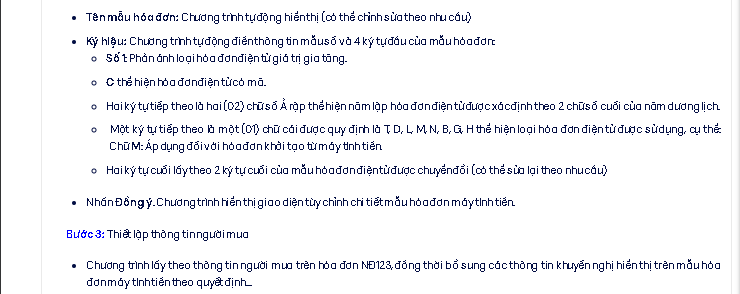 Tên mẫu hóa đơn: Chương trình tự động hiển thị (có thể chỉnh sửa theo nhu cầu)
Ký hiệu: Chương trình tự động điền thông tin mẫu số và 4 ký tự đầu của mẫu hóa đơn:
Số 1: Phản ánh loại hóa đơn điện tử giá trị gia tăng.
C thể hiện hóa đơn điện tử có mã.
Hai ký tự tiếp theo là hai (02) chữ số Ả rập thể hiện năm lập hóa đơn điện tử được xác định theo 2 chữ số cuối của năm dương lịch.
Một ký tự tiếp theo là một (01) chữ cái được quy định là T, D, L, M, N, B, G, H thể hiện loại hóa đơn điện tử được sử dụng, cụ thể:
Chữ M: Áp dụng đối với hóa đơn khởi tạo từ máy tính tiền.
Hai ký tự cuối lấy theo 2 ký tự cuối của mẫu hóa đơn điện tử được chuyển đổi (có thể sửa lại theo nhu cầu)
Nhấn Đồng ý. Chương trình hiển thị giao diện tùy chỉnh chi tiết mẫu hóa đơn máy tính tiền.
Bước 3: Thiết lập thông tin người mua
Chương trình lấy theo thông tin người mua trên hóa đơn NĐ123, đồng thời bổ sung các thông tin khuyến nghị hiển thị trên mẫu hóa
đơn máy tính tiền theo quyết định...